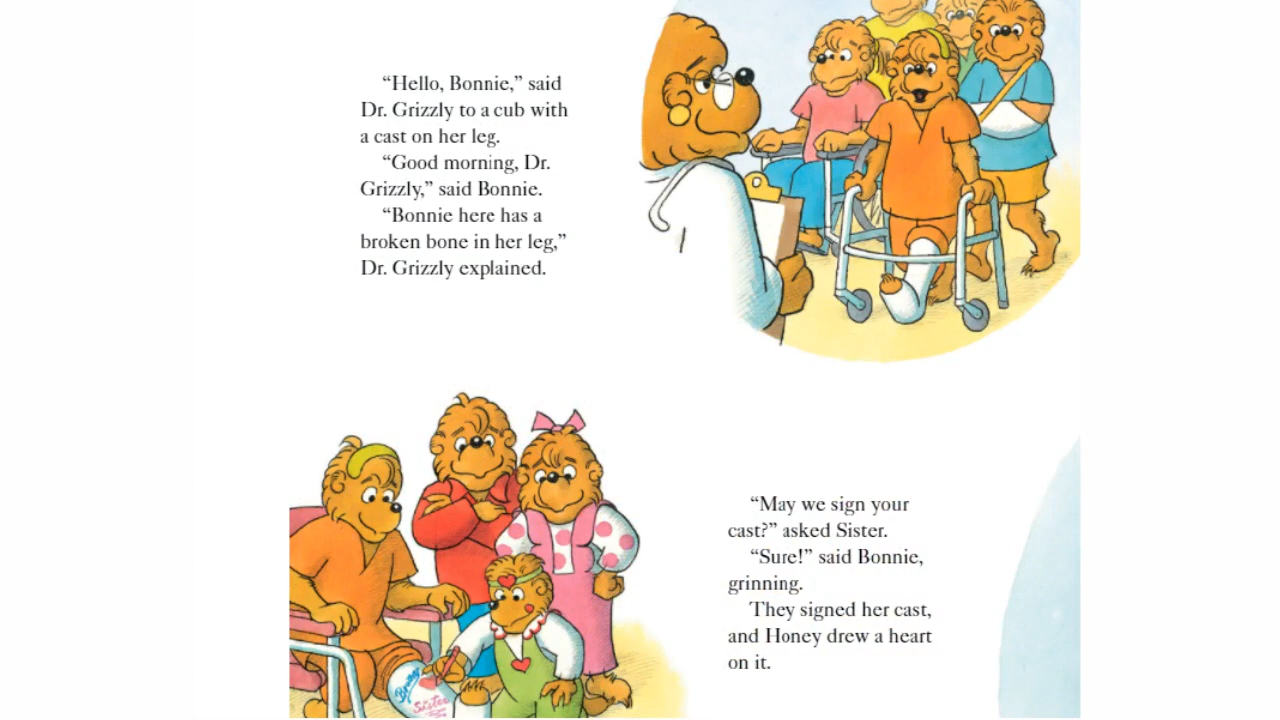 “Hello, Bonnie,” said
Dr. Grizzly to a cub with
a cast on her leg.
“Good morning, Dr.
Grizzly,” said Bonnie.
“Bonnie here has a
broken bone in her leg,”
Dr. Grizzly explained.
“May we sign your
cast?” asked Sister.
“Sure!” said Bonnie,
grinning.
They signed her cast,
and Honey drew a heart
on it.
Sister